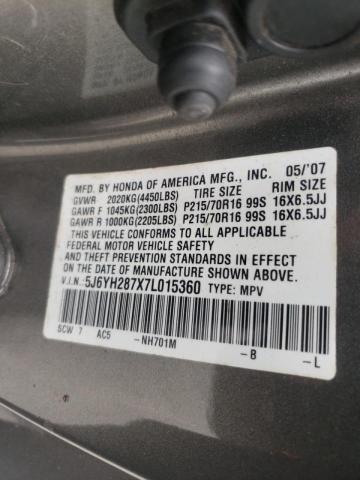 MFD. BY HONDA OF AMERICA MFG., INC. 05/'07
GVWR 2020KG(4450LBS) TIRE SIZE RIM SIZE
GAWR F 1045KG(2300LBS) P215/70R16 99S 16X6.5JJ
GAWR R 1000KG(2205LBS) P215/70R16 99S 16X6.5JJ
THIS VEHICLE CONFORMS TO ALL APPLICABLE
FEDERAL MOTOR VEHICLE SAFETY
AND THEFT PREVENTION STANDARDS IN EFFECT ON
THE DATE OF MANUFACTURE SHOWN ABOVE.
V.I.N.:5J6YH287X7L015360 TYPE: MPV
SCW 7 AC5 -NH701M -B -L